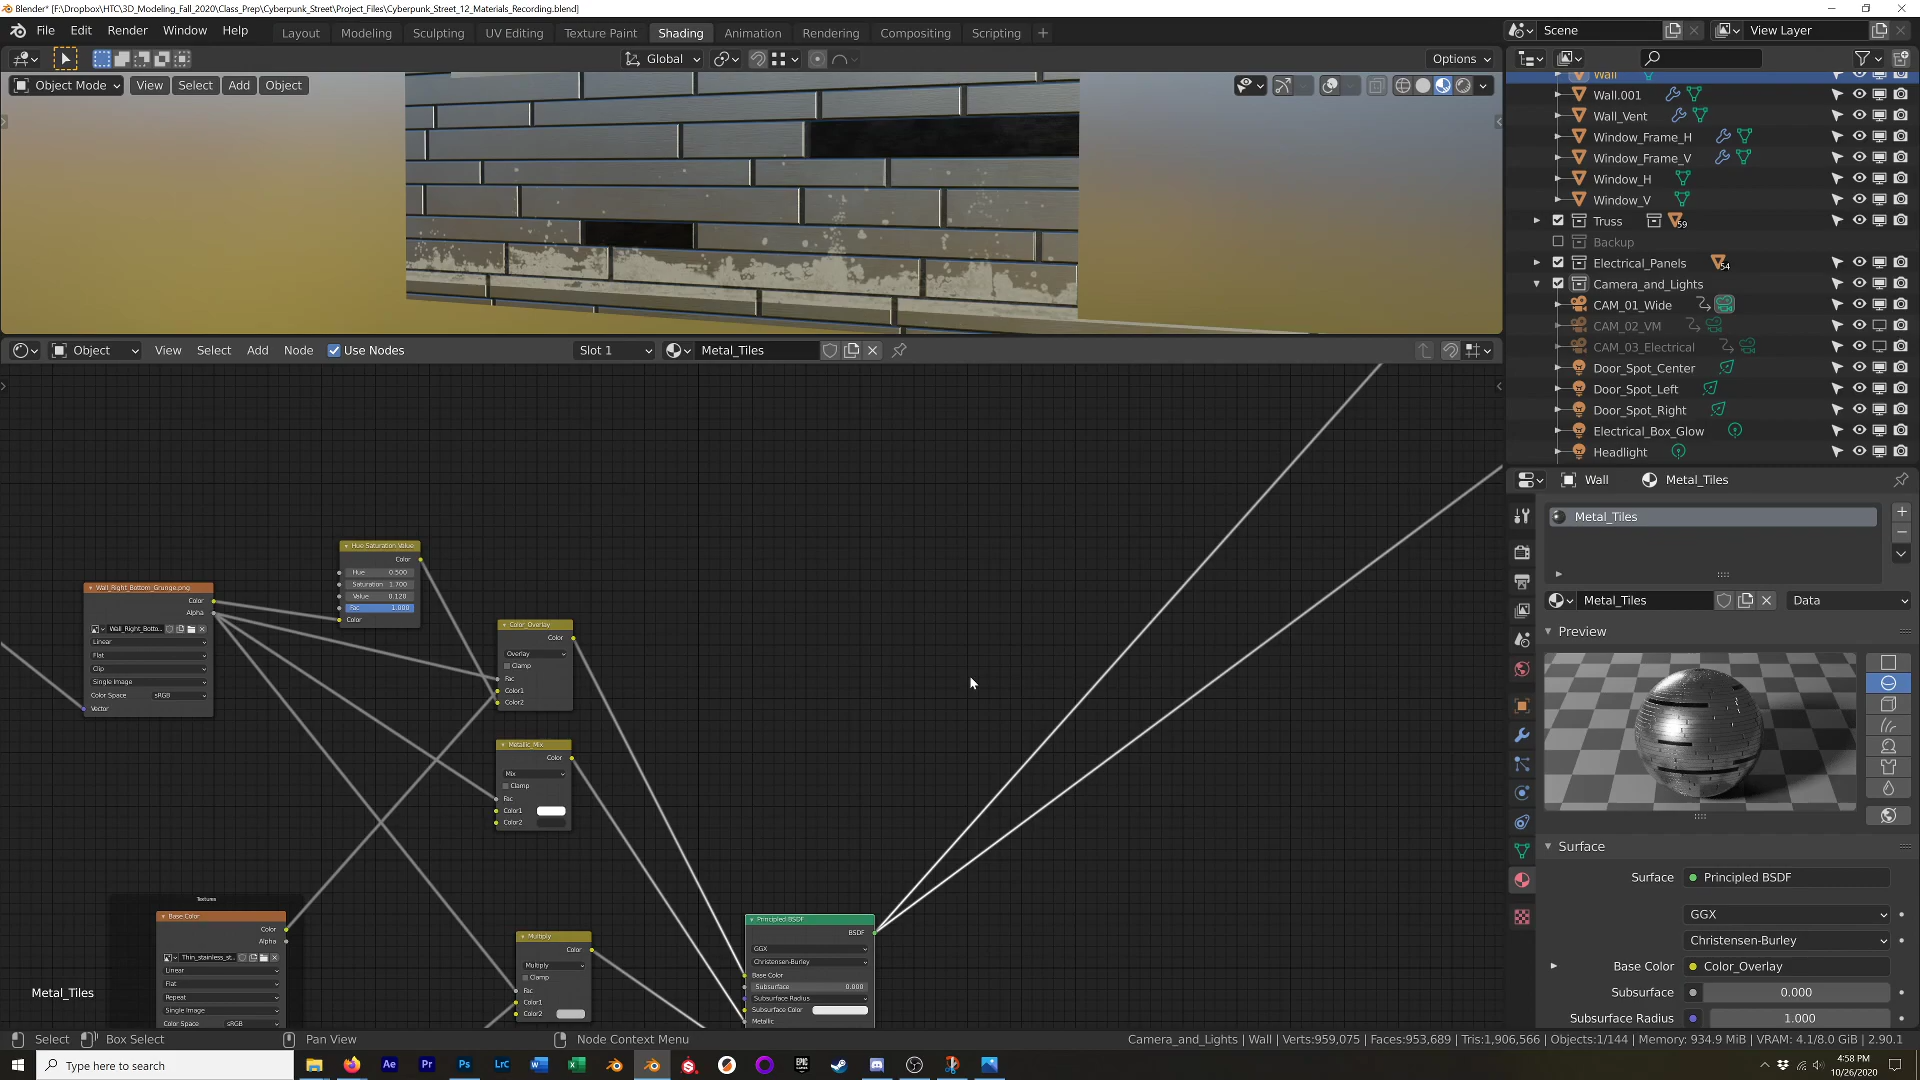 Blender* [F:\Dropbox\HTC\3D_Modeling_Fall_2020\Class_Prep\Cyberpunk_Street\Project_Files\Cyberpunk_Street_12_Materials_Recording.blend]
File Edit Render Window Help Layout Modeling Sculpting UV Editing Texture Paint Shading Animation Rendering Compositing Scripting + Scene View Layer
Global Options
Object Mode View Select Add Object
Wall
Wall.001
Wall_Vent
Window_Frame_H
Window_Frame_V
Window_H
Window_V
Truss 59
Backup
Electrical_Panels 54
Camera_and_Lights
CAM_01_Wide
CAM_02_VM
CAM_03_Electrical
Door_Spot_Center
Door_Spot_Left
Door_Spot_Right
Electrical_Box_Glow
Headlight
Object View Select Add Node Use Nodes Slot 1 Metal_Tiles
Hue Saturation Value
Color
Hue 0.500
Saturation 1.700
Value 0.120
Fac 1.000
Color
Wall_Right_Bottom_Grunge.png
Color
Alpha
Wall_Right_Botto...
Linear
Flat
Clip
Single Image
Color Space sRGB
Vector
Color_Overlay
Color
Overlay
Clamp
Fac
Color1
Color2
Metallic_Mix
Color
Mix
Clamp
Fac
Color1
Color2
Textures
Base Color
Color
Alpha
Thin_stainless_st...
Linear
Flat
Repeat
Single Image
Color Space sRGB
Multiply
Color
Multiply
Clamp
Fac
Color1
Color2
Principled BSDF
BSDF
GGX
Christensen-Burley
Base Color
Subsurface 0.000
Subsurface Radius
Subsurface Color
Metallic
Metal_Tiles
Wall Metal_Tiles
Metal_Tiles
Metal_Tiles Data
Preview
Surface
Surface Principled BSDF
GGX
Christensen-Burley
Base Color Color_Overlay
Subsurface 0.000
Subsurface Radius 1.000
Select Box Select Pan View Node Context Menu Camera_and_Lights | Wall | Verts:959,075 | Faces:953,689 | Tris:1,906,566 | Objects:1/144 | Memory: 934.9 MiB | VRAM: 4.1/8.0 GiB | 2.90.1
Type here to search
Ae Pr Ps Lrc
EPIC GAMES
4:58 PM
10/26/2020